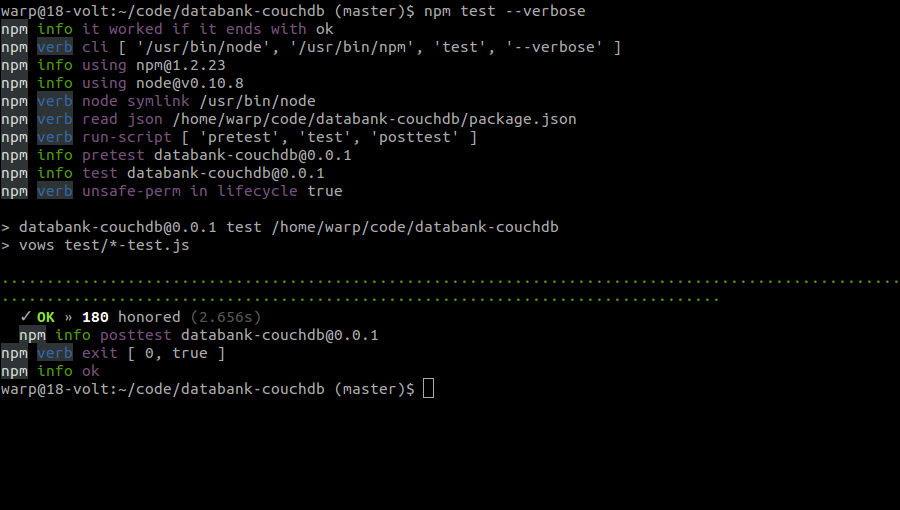 warp@18-volt:~/code/databank-couchdb (master)$ npm test --verbose
npm info it worked if it ends with ok
npm verb cli [ '/usr/bin/node', '/usr/bin/npm', 'test', '--verbose' ]
npm info using npm@1.2.23
npm info using node@v0.10.8
npm verb node symlink /usr/bin/node
npm verb read json /home/warp/code/databank-couchdb/package.json
npm verb run-script [ 'pretest', 'test', 'posttest' ]
npm info pretest databank-couchdb@0.0.1
npm info test databank-couchdb@0.0.1
npm verb unsafe-perm in lifecycle true
> databank-couchdb@0.0.1 test /home/warp/code/databank-couchdb
> vows test/*-test.js
····································································································
················································································
✓ OK » 180 honored (2.656s)
npm info posttest databank-couchdb@0.0.1
npm verb exit [ 0, true ]
npm info ok
warp@18-volt:~/code/databank-couchdb (master)$